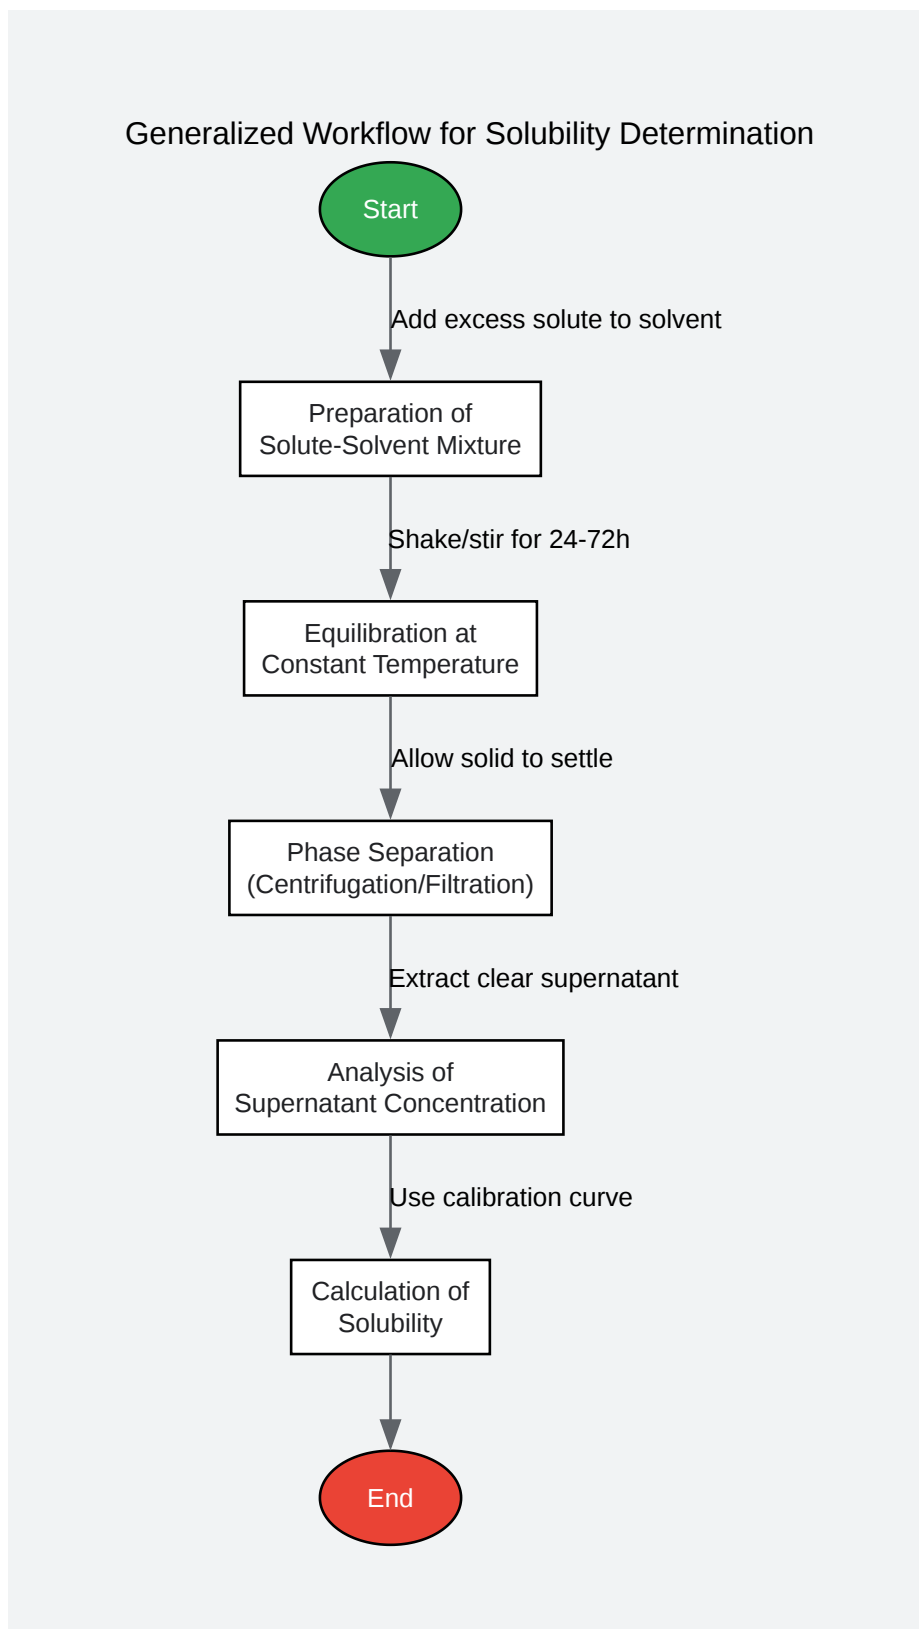 Generalized Workflow for Solubility Determination
Start
Add excess solute to solvent
Preparation of
Solute-Solvent Mixture
Shake/stir for 24-72h
Equilibration at
Constant Temperature
Allow solid to settle
Phase Separation
(Centrifugation/Filtration)
Extract clear supernatant
Analysis of
Supernatant Concentration
Use calibration curve
Calculation of
Solubility
End